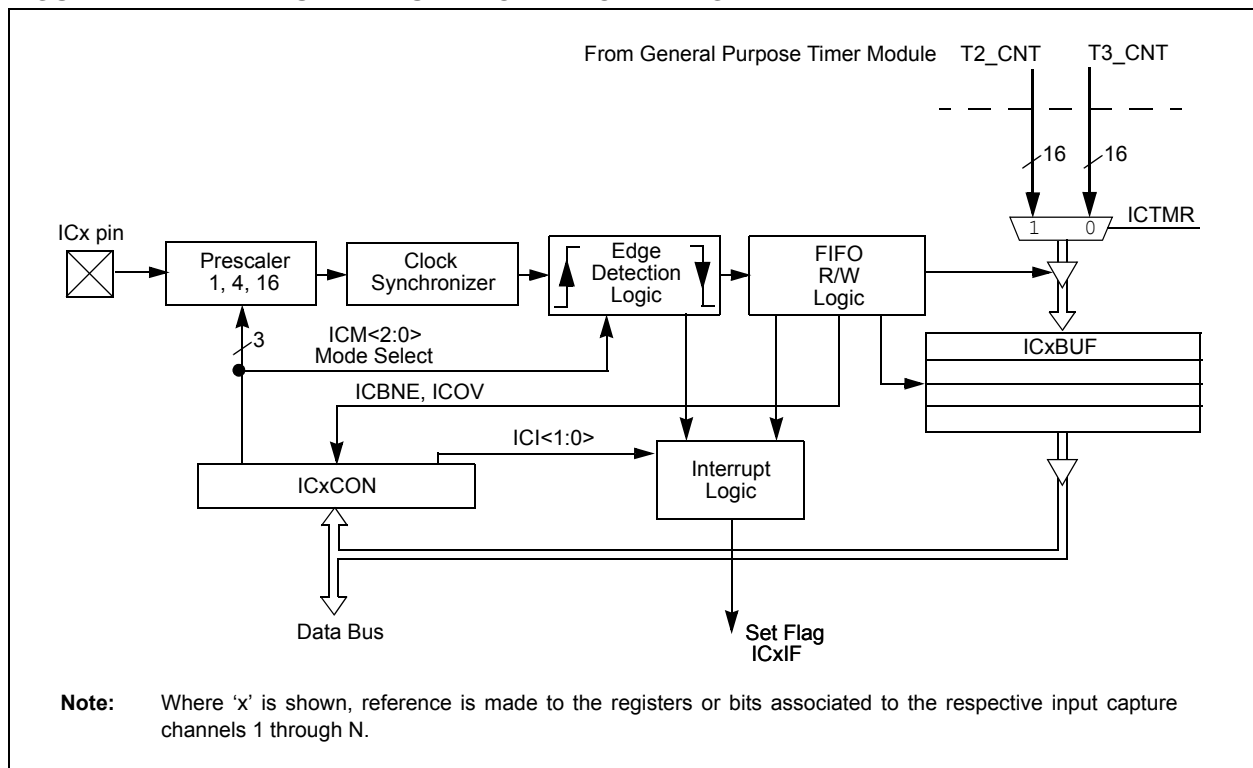 From General Purpose Timer Module T2_CNT T3_CNT
16 16
ICx pin
1 0 ICTMR
Prescaler
1, 4, 16
Clock
Synchronizer
Edge
Detection
Logic
FIFO
R/W
Logic
3
ICM<2:0>
Mode Select
ICxBUF
ICBNE, ICOV
ICI<1:0>
ICxCON
Interrupt
Logic
Data Bus
Set Flag
ICxIF
Note: Where ‘x’ is shown, reference is made to the registers or bits associated to the respective input capture
channels 1 through N.